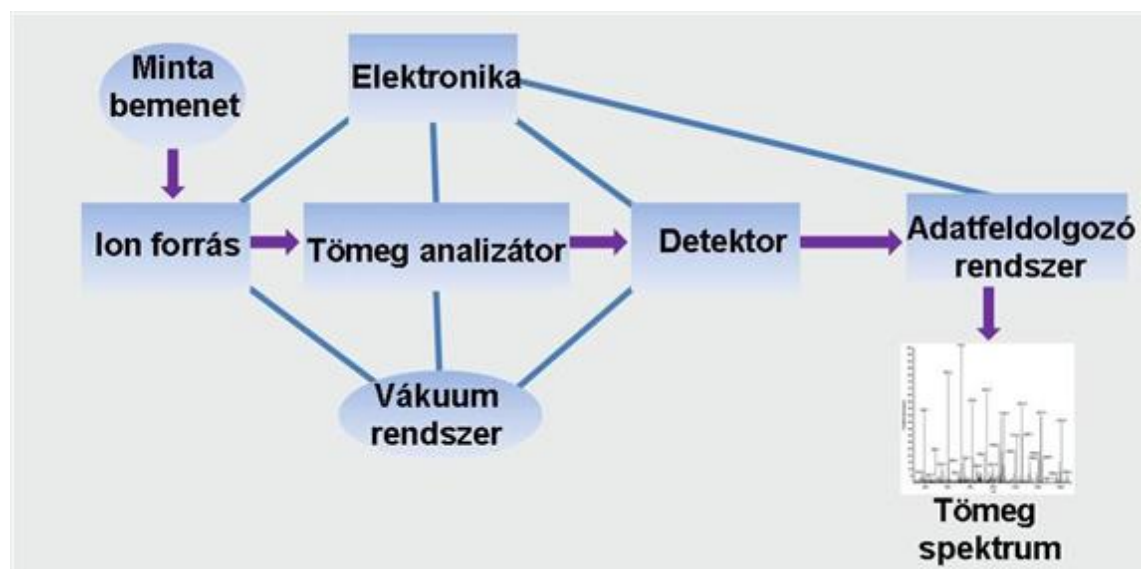 Minta
bemenet
Elektronika
Ion forrás
Tömeg analizátor
Detektor
Adatfeldolgozó
rendszer
Vákuum
rendszer
Tömeg
spektrum